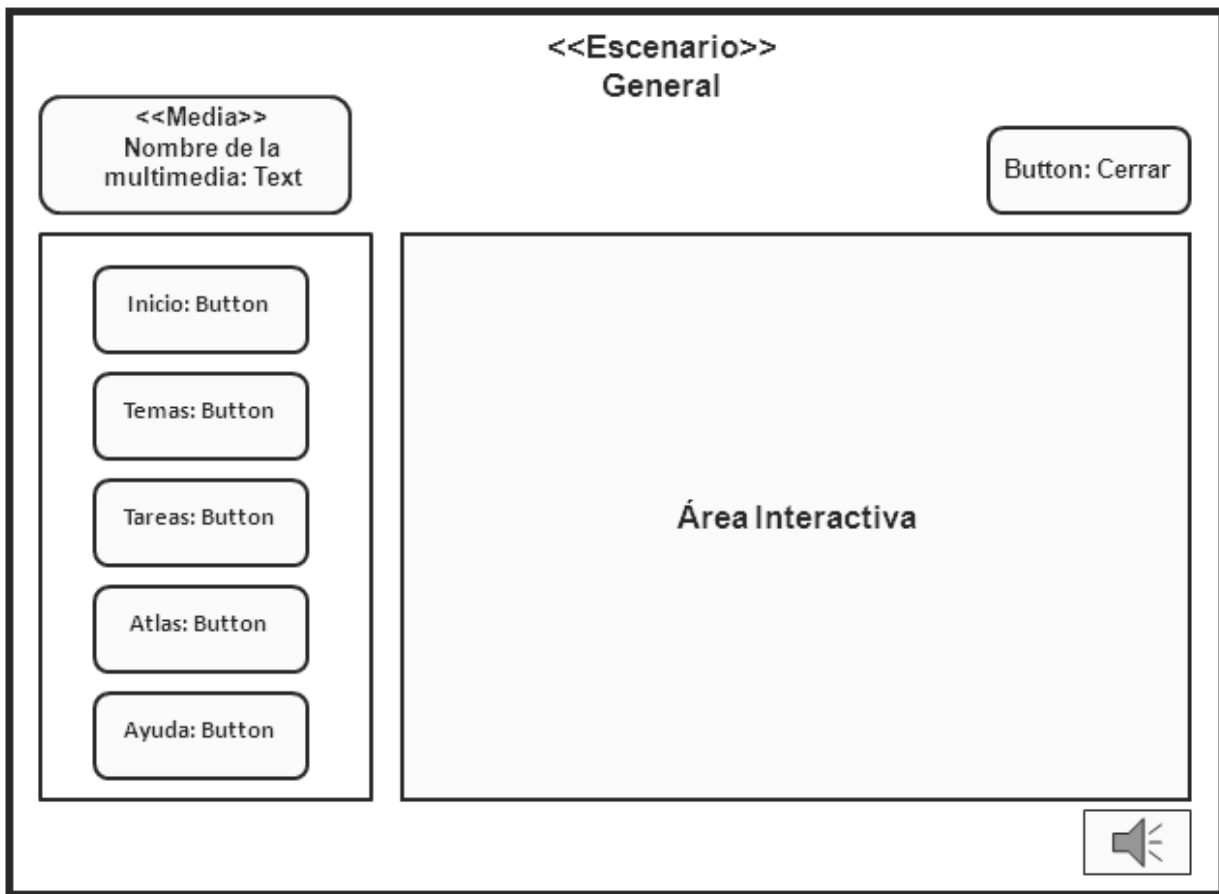 <<Escenario>>
General
<<Media>>
Nombre de la
multimedia: Text
Button: Cerrar
Inicio: Button
Temas: Button
Tareas: Button
Atlas: Button
Ayuda: Button
Área Interactiva